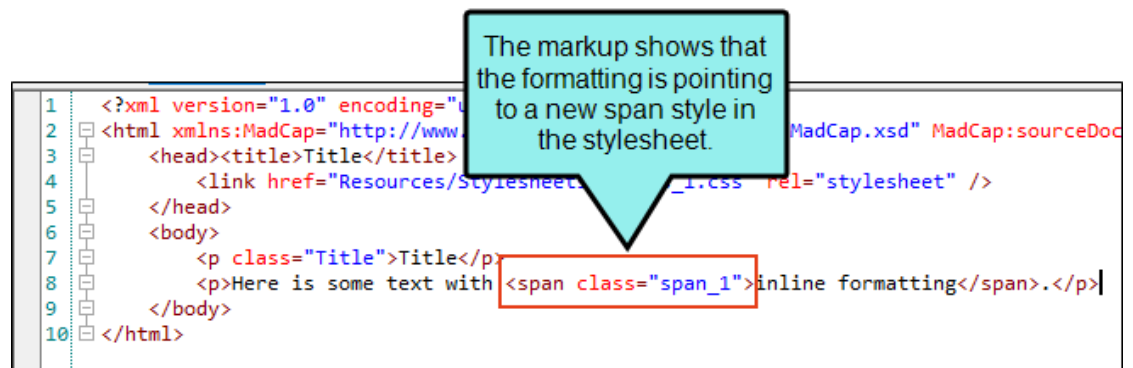 The markup shows that
the formatting is pointing
to a new span style in
the stylesheet.
1 <?xml version="1.0" encoding="
2 <html xmlns:MadCap="http://www. MadCap.xsd" MadCap:sourceDoc
3 <head><title>Title</title>
4 <link href="Resources/Stylesheets _1.css" rel="stylesheet" />
5 </head>
6 <body>
7 <p class="Title">Title</p>
8 <p>Here is some text with <span class="span_1">inline formatting</span>.</p>
9 </body>
10 </html>